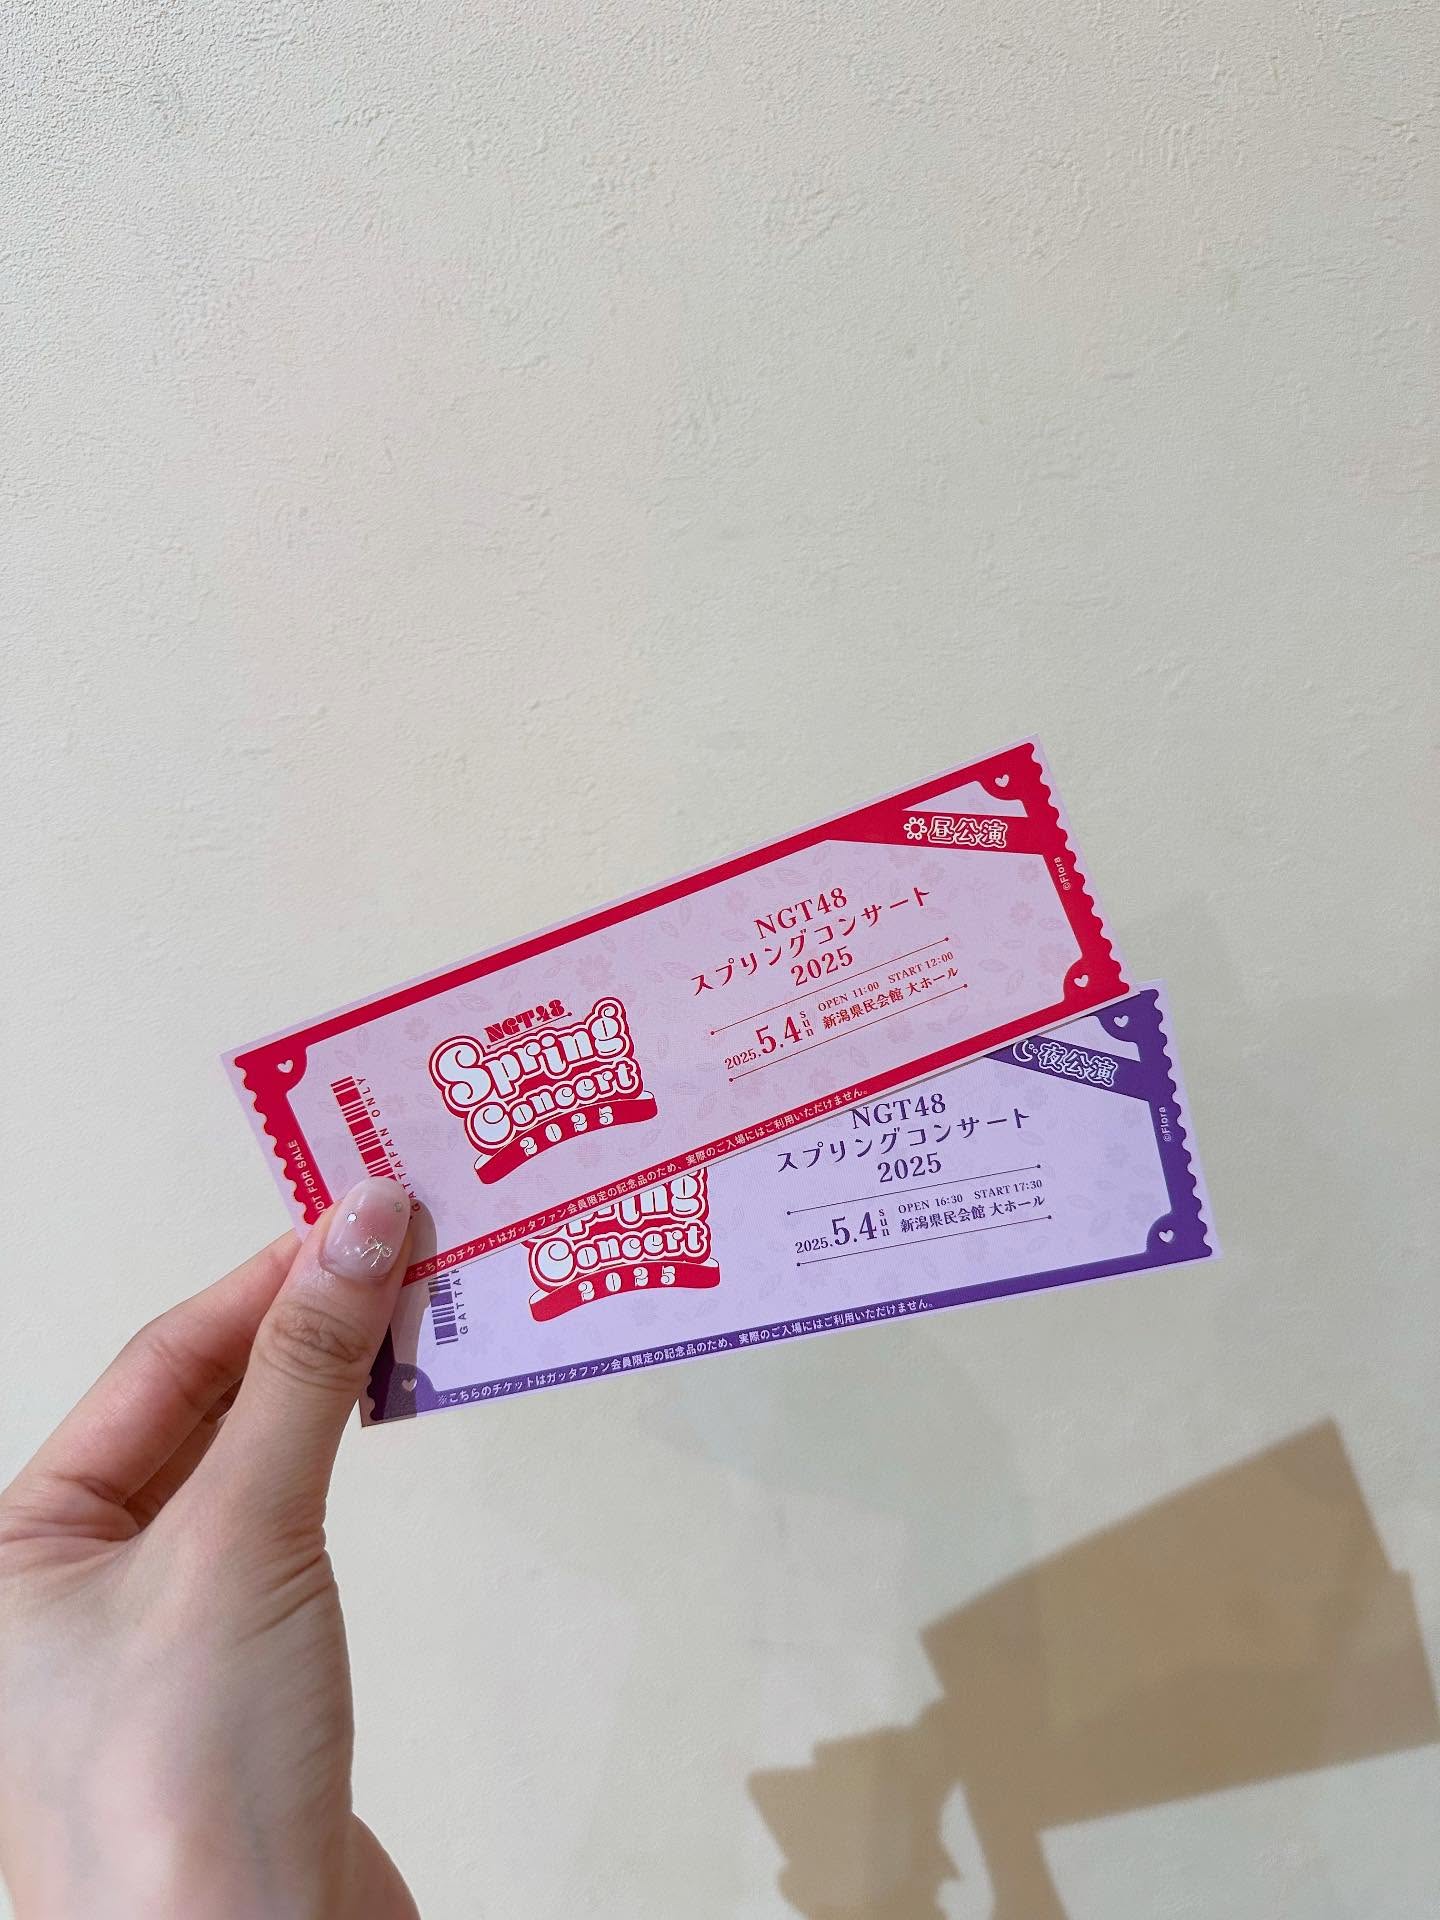 昼公演
©Flora
NGT48
スプリングコンサート
2025
2025.5.4 sun
OPEN 11:00 START 12:00
新潟県民会館 大ホール
NGT48
Spring
Concert
2025
GATTAFAN ONLY
OT FOR SALE
こちらのチケットはガッタファン会員限定の記念品のため、実際のご入場にはご利用いただけません。
夜公演
©Flora
NGT48
スプリングコンサート
2025
2025.5.4 sun
OPEN 16:30 START 17:30
新潟県民会館 大ホール
Spring
Concert
2025
GATTAF
※こちらのチケットはガッタファン会員限定の記念品のため、実際のご入場にはご利用いただけません。